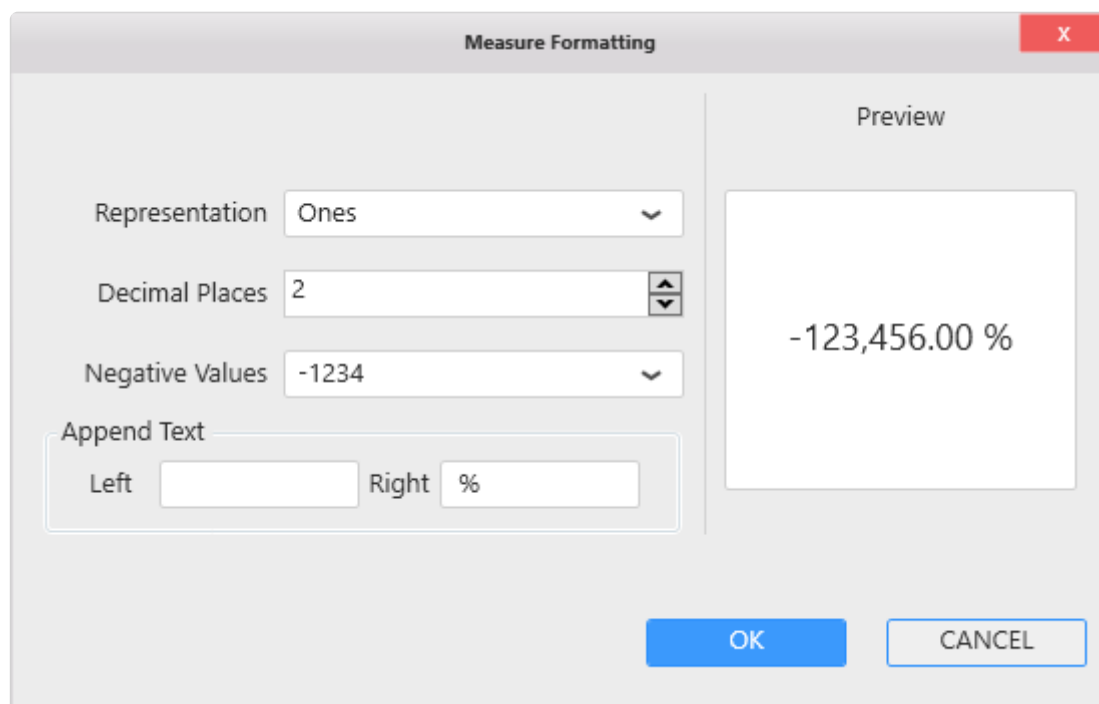 Measure Formatting
X
Preview
Representation Ones
Decimal Places 2
-123,456.00 %
Negative Values -1234
Append Text
Left Right %
OK CANCEL